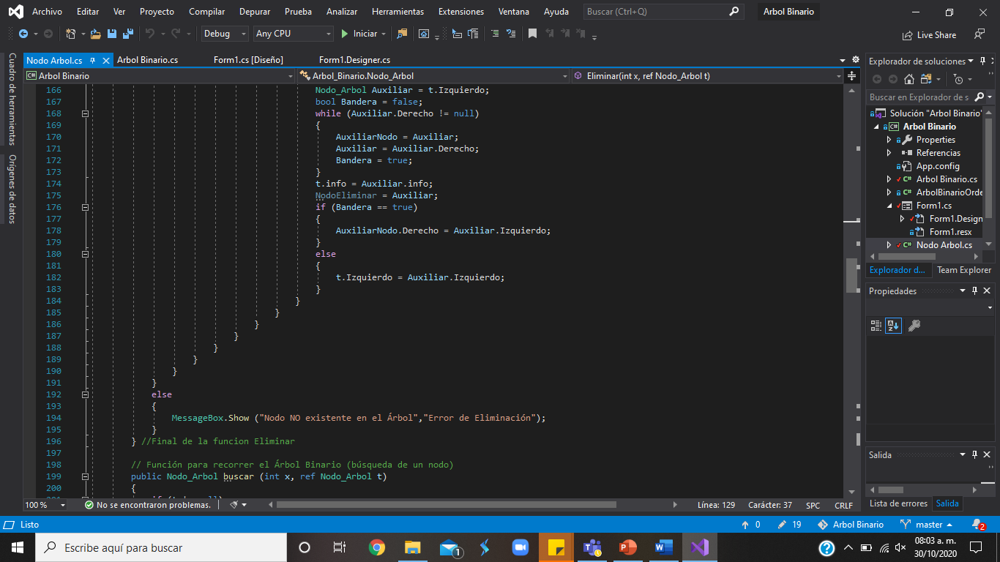 Archivo Editar Ver Proyecto Compilar Depurar Prueba Analizar Herramientas Extensiones Ventana Ayuda Buscar (Ctrl+Q) Arbol Binario
Debug Any CPU Iniciar Live Share
Cuadro de herramientas
Orígenes de datos
Nodo Arbol.cs Arbol Binario.cs Form1.cs [Diseño] Form1.Designer.cs
Arbol Binario Arbol_Binario.Nodo_Arbol Eliminar(int x, ref Nodo_Arbol t)
166 Nodo_Arbol Auxiliar = t.Izquierdo;
167 bool Bandera = false;
168 while (Auxiliar.Derecho != null)
169 {
170 AuxiliarNodo = Auxiliar;
171 Auxiliar = Auxiliar.Derecho;
172 Bandera = true;
173 }
174 t.info = Auxiliar.info;
175 NodoEliminar = Auxiliar;
176 if (Bandera == true)
177 {
178 AuxiliarNodo.Derecho = Auxiliar.Izquierdo;
179 }
180 else
181 {
182 t.Izquierdo = Auxiliar.Izquierdo;
183 }
184 }
185 }
186 }
187 }
188 }
189 }
190 }
191 }
192 else
193 {
194 MessageBox.Show ("Nodo NO existente en el Árbol","Error de Eliminación");
195 }
196 } //Final de la funcion Eliminar
197
198 // Función para recorrer el Árbol Binario (búsqueda de un nodo)
199 public Nodo_Arbol buscar (int x, ref Nodo_Arbol t)
200 {
100 % No se encontraron problemas. Línea: 129 Carácter: 37 SPC CRLF
Explorador de soluciones
Buscar en Explorador de s
Solución "Arbol Binario"
Arbol Binario
Properties
Referencias
App.config
Arbol Binario.cs
ArbolBinarioOrde
Form1.cs
Form1.Design
Form1.resx
Nodo Arbol.cs
Explorador d... Team Explorer
Propiedades
Salida
Lista de errores Salida
Listo 0 19 Arbol Binario master 2
Escribe aquí para buscar 1 08:03 a. m.
30/10/2020